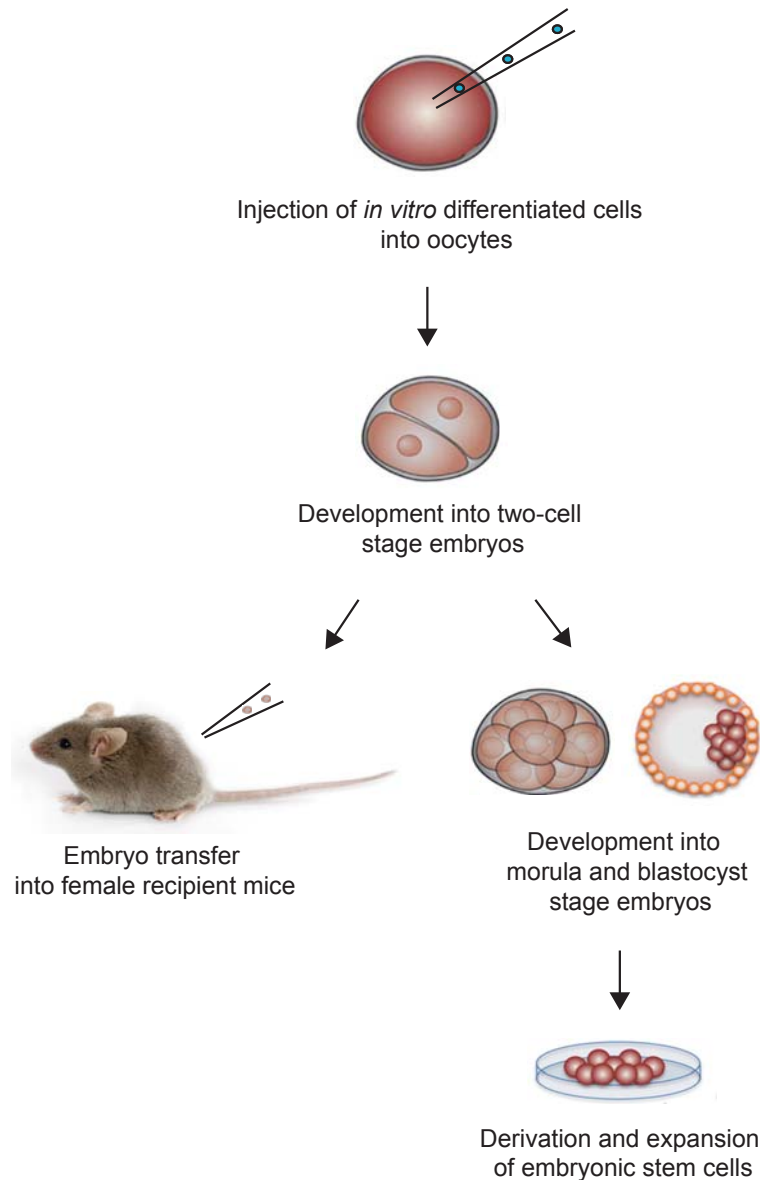 Injection of in vitro differentiated cells
into oocytes
Development into two-cell
stage embryos
Embryo transfer
into female recipient mice
Development into
morula and blastocyst
stage embryos
Derivation and expansion
of embryonic stem cells